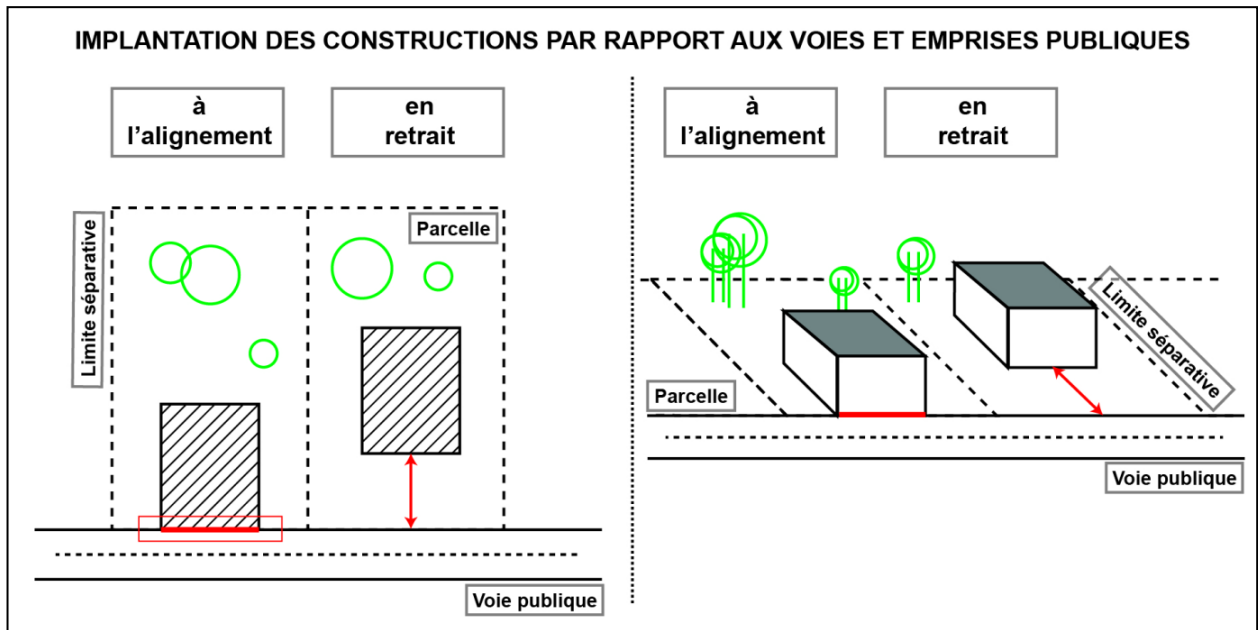 IMPLANTATION DES CONSTRUCTIONS PAR RAPPORT AUX VOIES ET EMPRISES PUBLIQUES
à
l'alignement
en
retrait
Limite séparative
Parcelle
Voie publique
à
l'alignement
en
retrait
Limite séparative
Parcelle
Voie publique